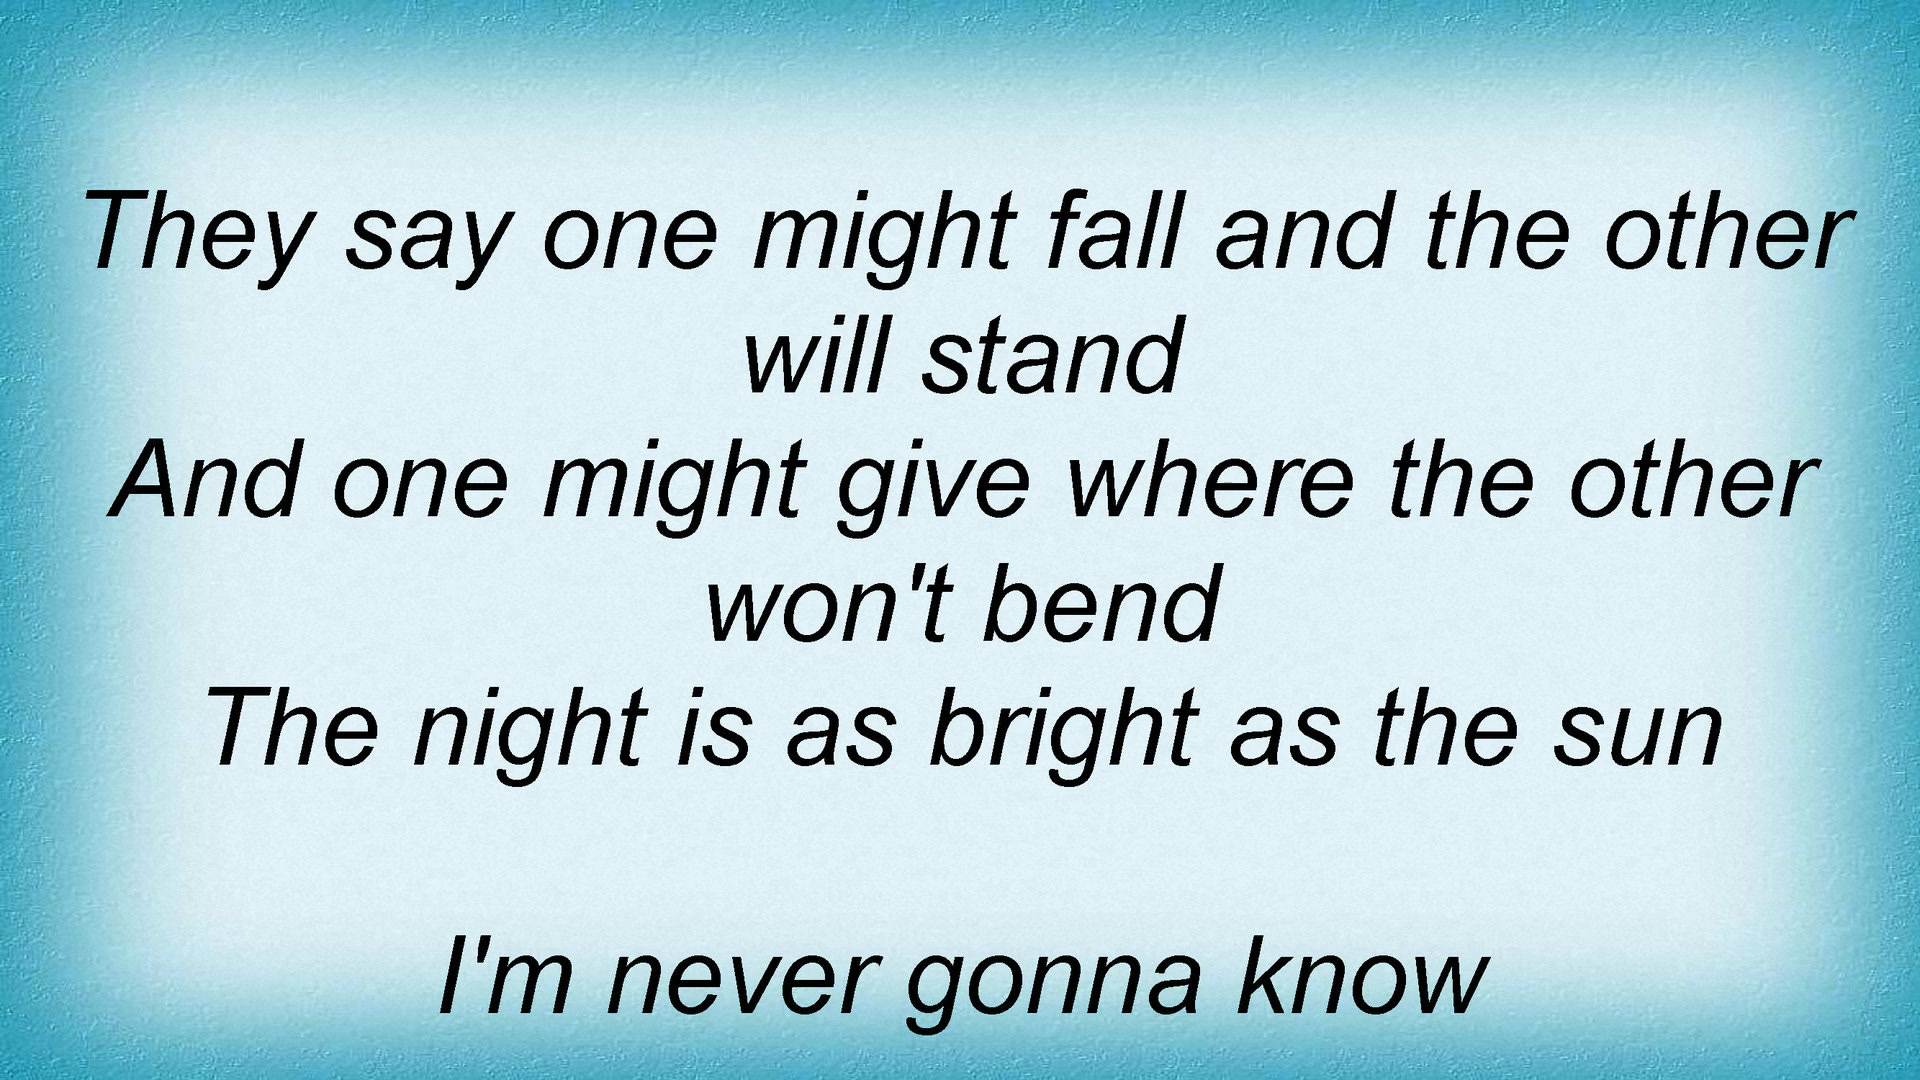 They say one might fall and the other
will stand
And one might give where the other
won't bend
The night is as bright as the sun
I'm never gonna know